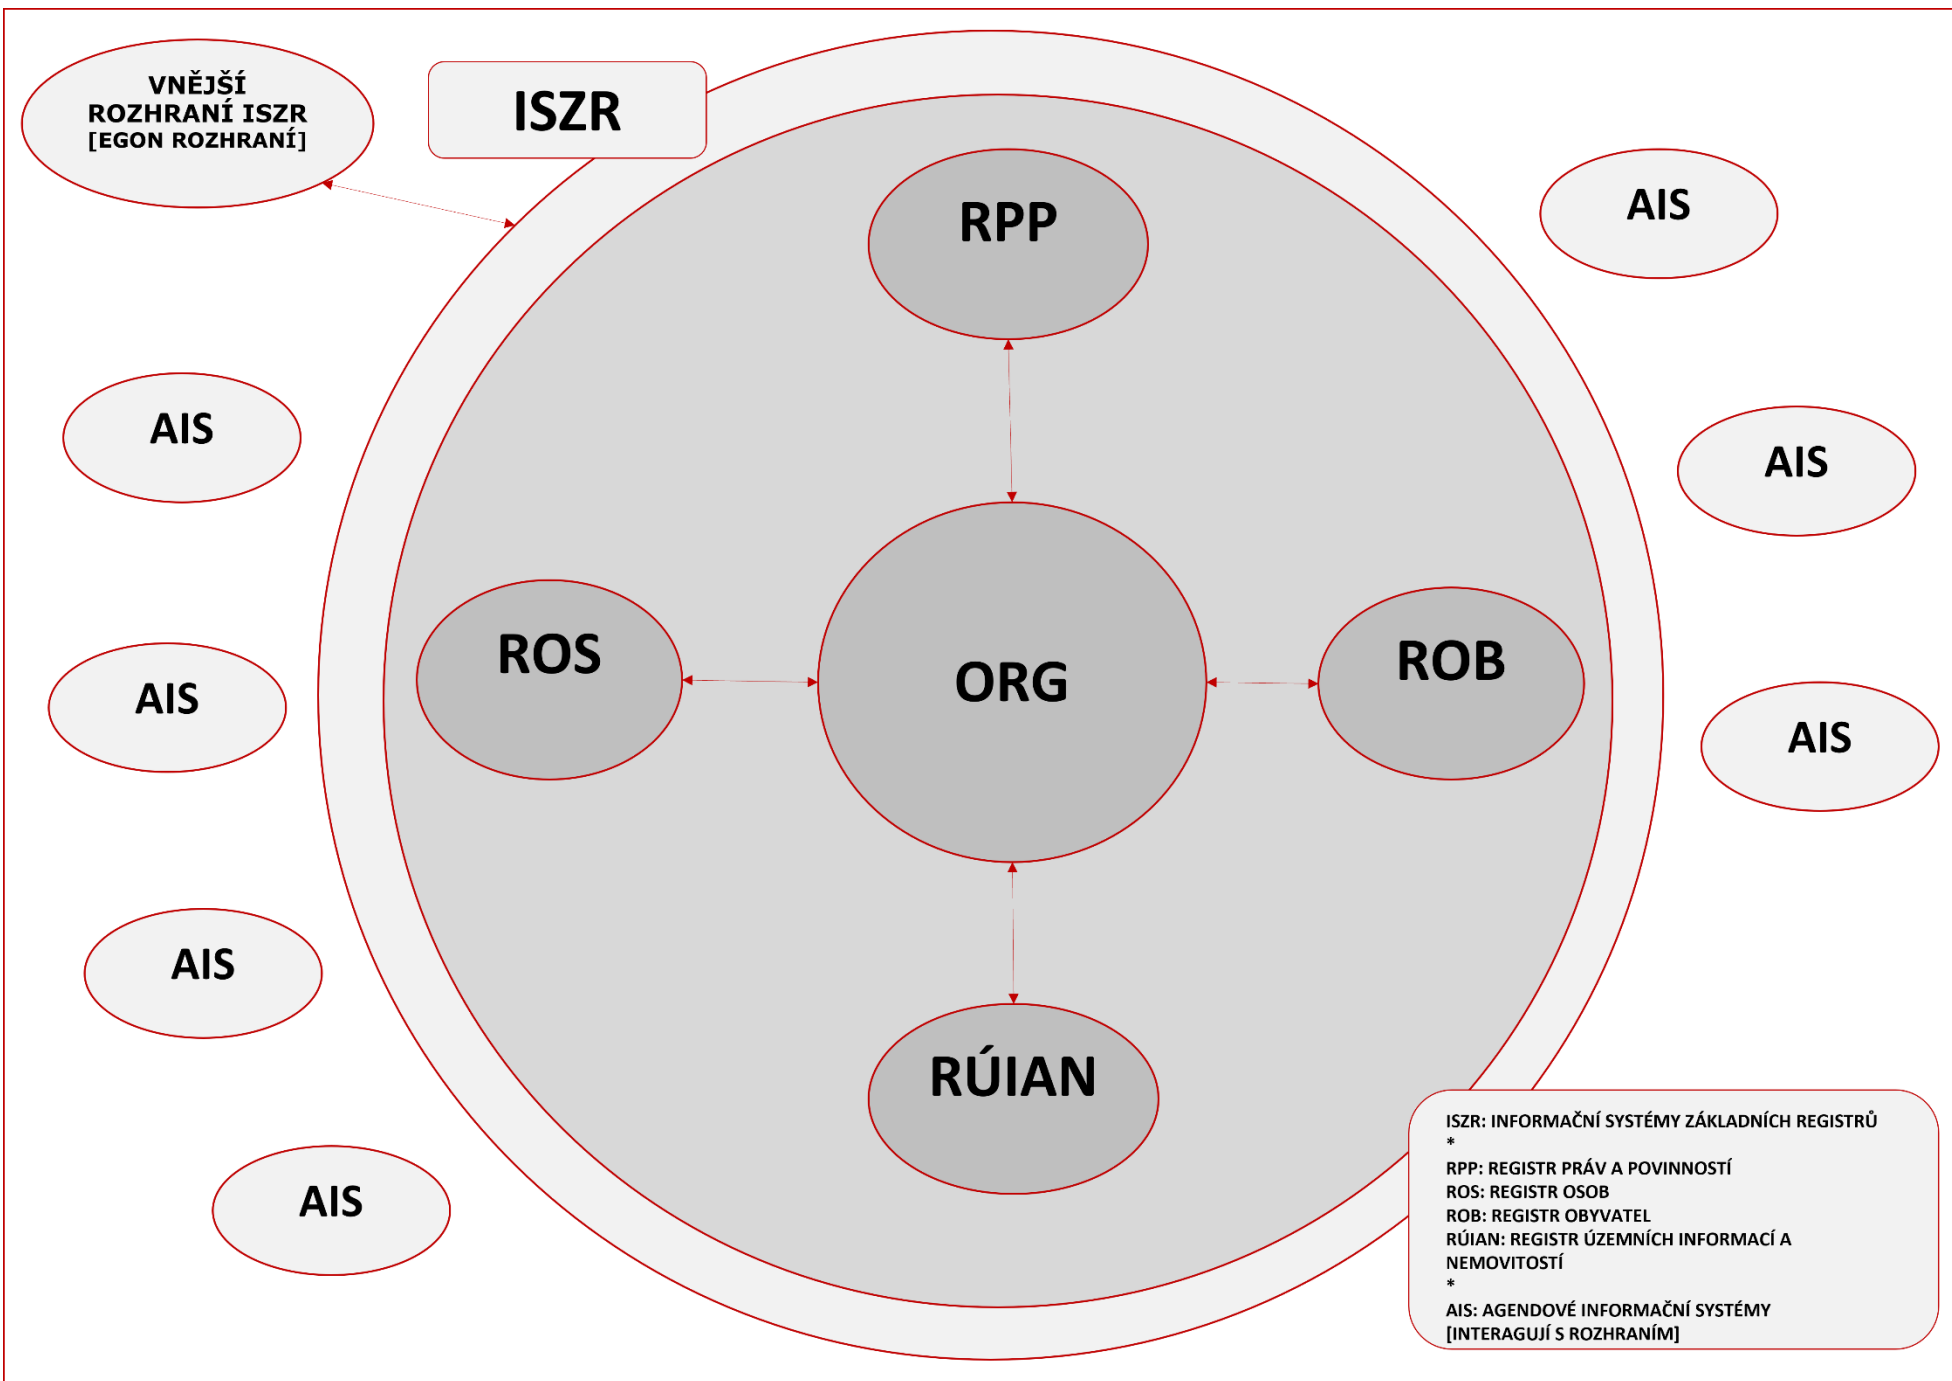 VNĚJŠÍ
ROZHRANÍ ISZR
[EGON ROZHRANÍ]
ISZR
RPP
AIS
AIS
AIS
ROS
ORG
ROB
AIS
AIS
AIS
RÚIAN
AIS
ISZR: INFORMAČNÍ SYSTÉMY ZÁKLADNÍCH REGISTRŮ
*
RPP: REGISTR PRÁV A POVINNOSTÍ
ROS: REGISTR OSOB
ROB: REGISTR OBYVATEL
RÚIAN: REGISTR ÚZEMNÍCH INFORMACÍ A
NEMOVITOSTÍ
*
AIS: AGENDOVÉ INFORMAČNÍ SYSTÉMY
[INTERAGUJÍ S ROZHRANÍM]